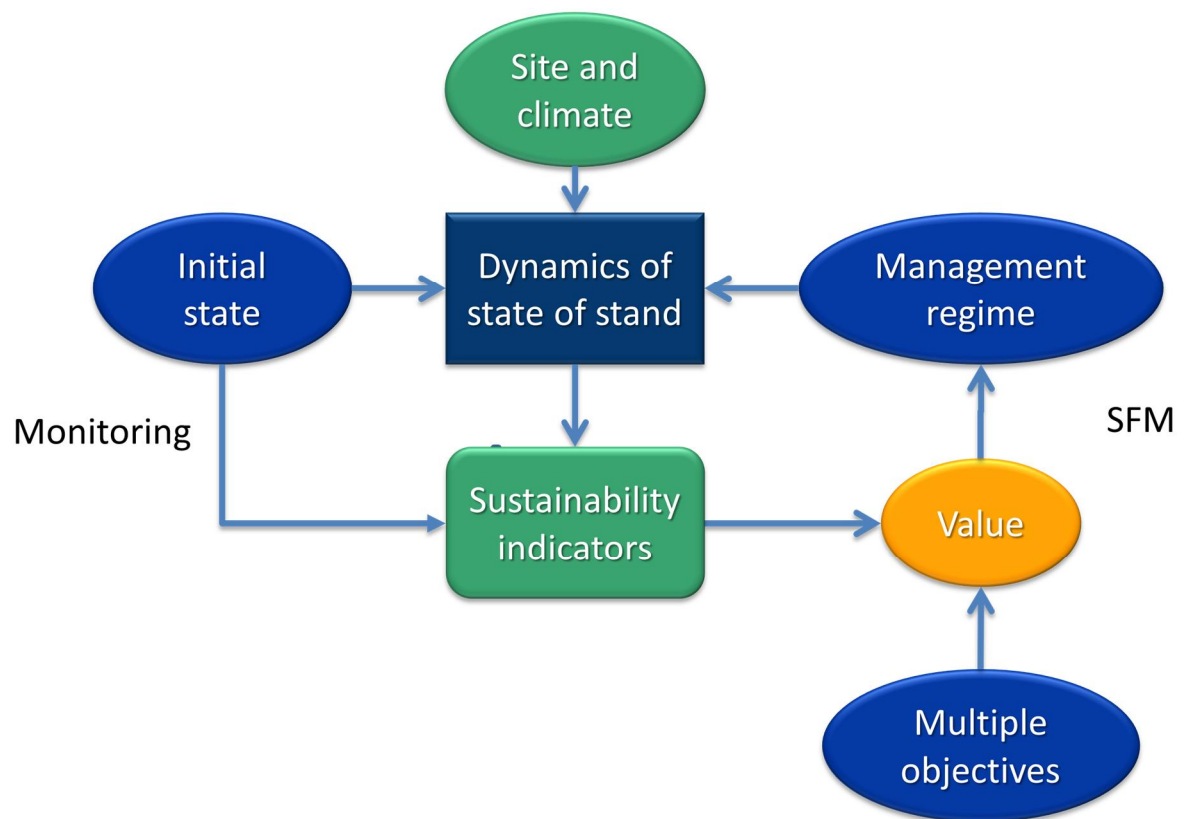 Site and
climate
Initial
state
Dynamics of
state of stand
Management
regime
Monitoring
SFM
Sustainability
indicators
Value
Multiple
objectives